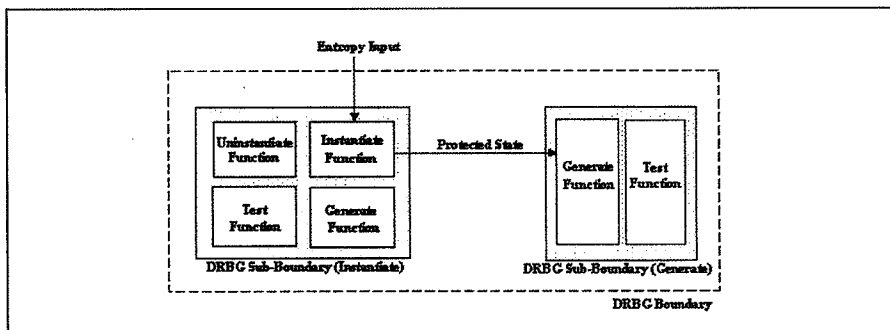 Entropy Input
Uninstantiate
Function
Instantiate
Function
Protected State
Generate
Function
Test
Function
Test
Function
Generate
Function
DRBG Sub-Boundary (Instantiate)
DRBG Sub-Boundary (Generate)
DRBG Boundary